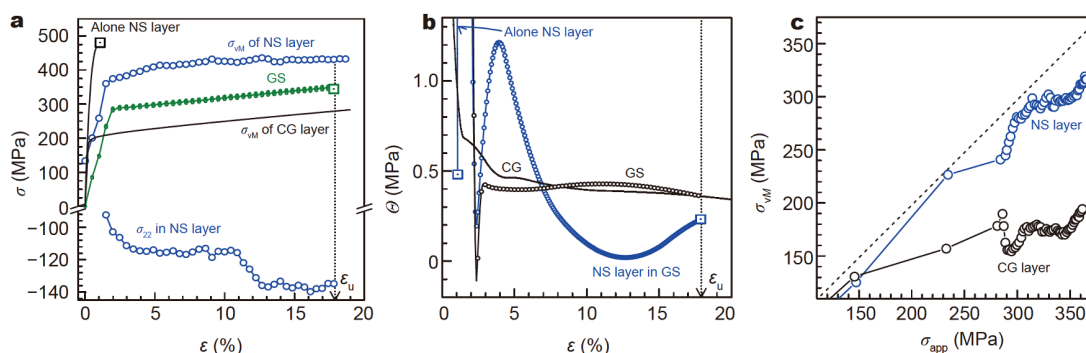 a
σ (MPa)
500
400
300
200
100
0
−100
−120
−140
Alone NS layer
σvM of NS layer
GS
σvM of CG layer
σ22 in NS layer
εu
0 5 10 15 20
ε (%)
b
Θ (MPa)
1.0
0.5
0
Alone NS layer
CG
GS
NS layer in GS
εu
0 5 10 15 20
ε (%)
c
σvM (MPa)
350
300
250
200
150
NS layer
CG layer
150 200 250 300 350
σapp (MPa)